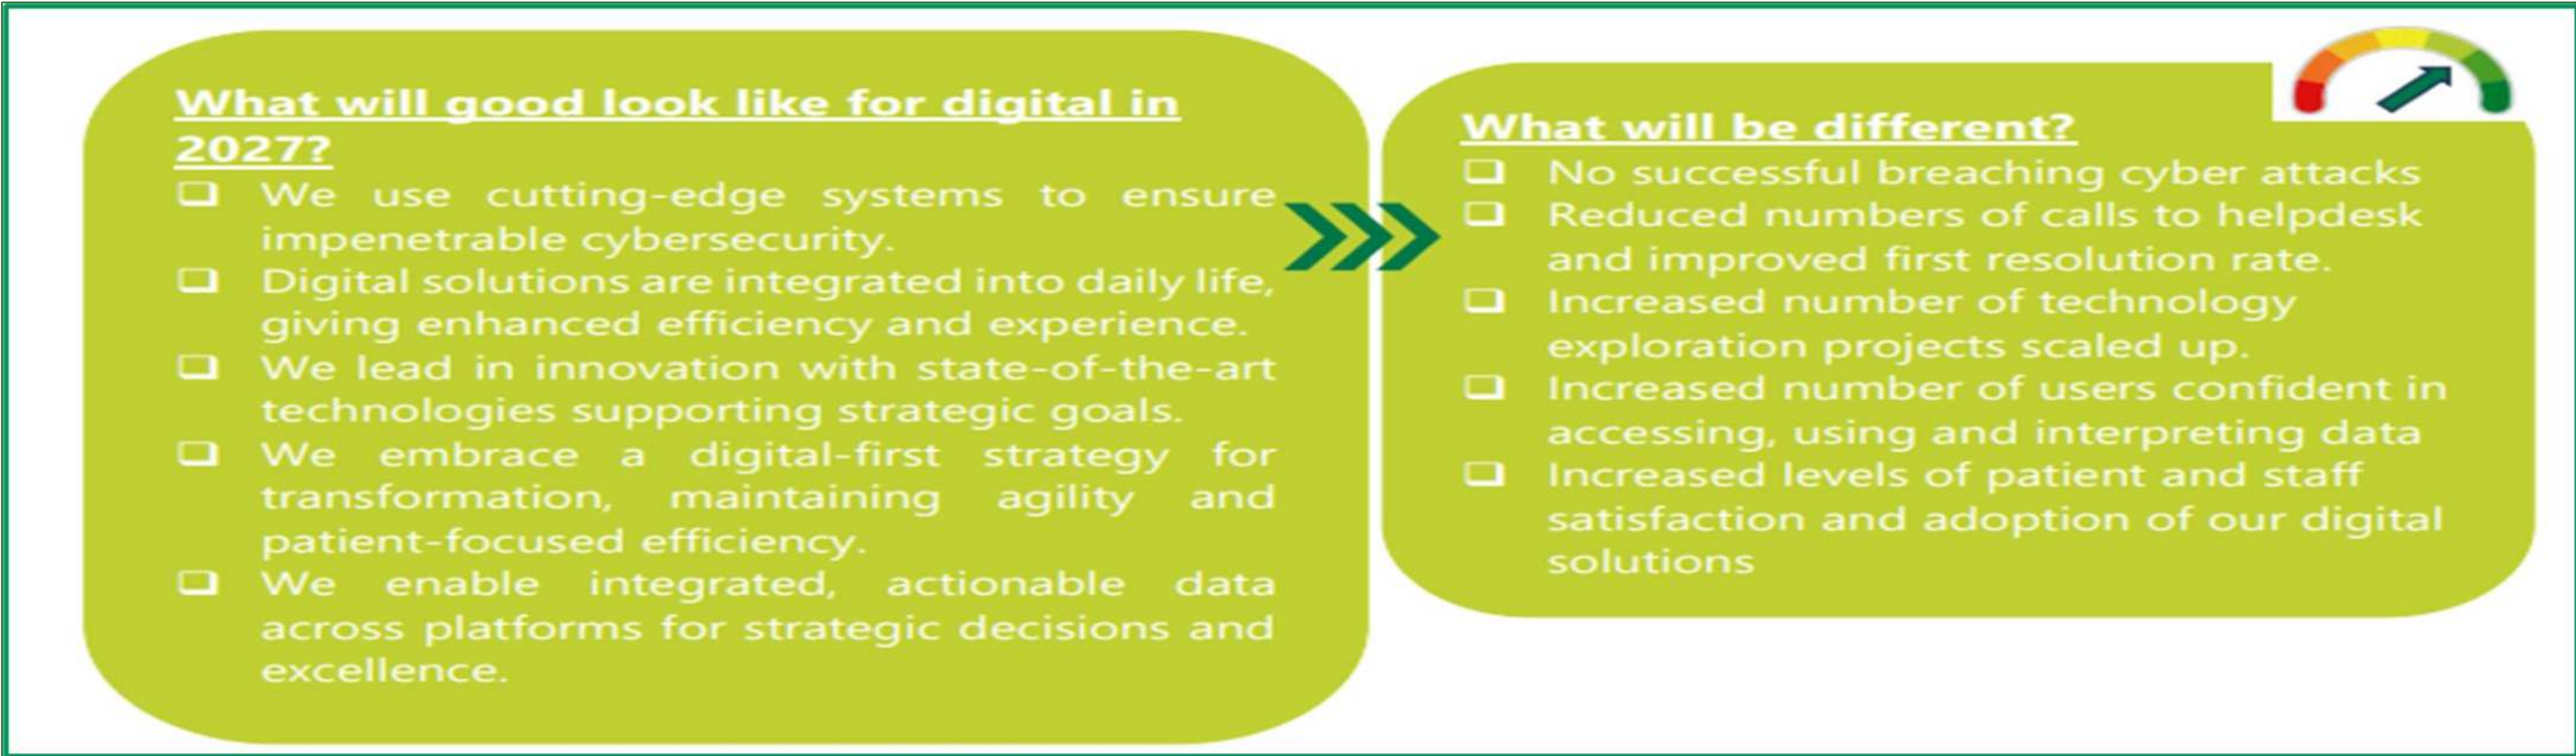 What will good look like for digital in
2027?
❑ We use cutting-edge systems to ensure
impenetrable cybersecurity.
❑ Digital solutions are integrated into daily life,
giving enhanced efficiency and experience.
❑ We lead in innovation with state-of-the-art
technologies supporting strategic goals.
❑ We embrace a digital-first strategy for
transformation, maintaining agility and
patient-focused efficiency.
❑ We enable integrated, actionable data
across platforms for strategic decisions and
excellence.
What will be different?
❑ No successful breaching cyber attacks
❑ Reduced numbers of calls to helpdesk
and improved first resolution rate.
❑ Increased number of technology
exploration projects scaled up.
❑ Increased number of users confident in
accessing, using and interpreting data
❑ Increased levels of patient and staff
satisfaction and adoption of our digital
solutions